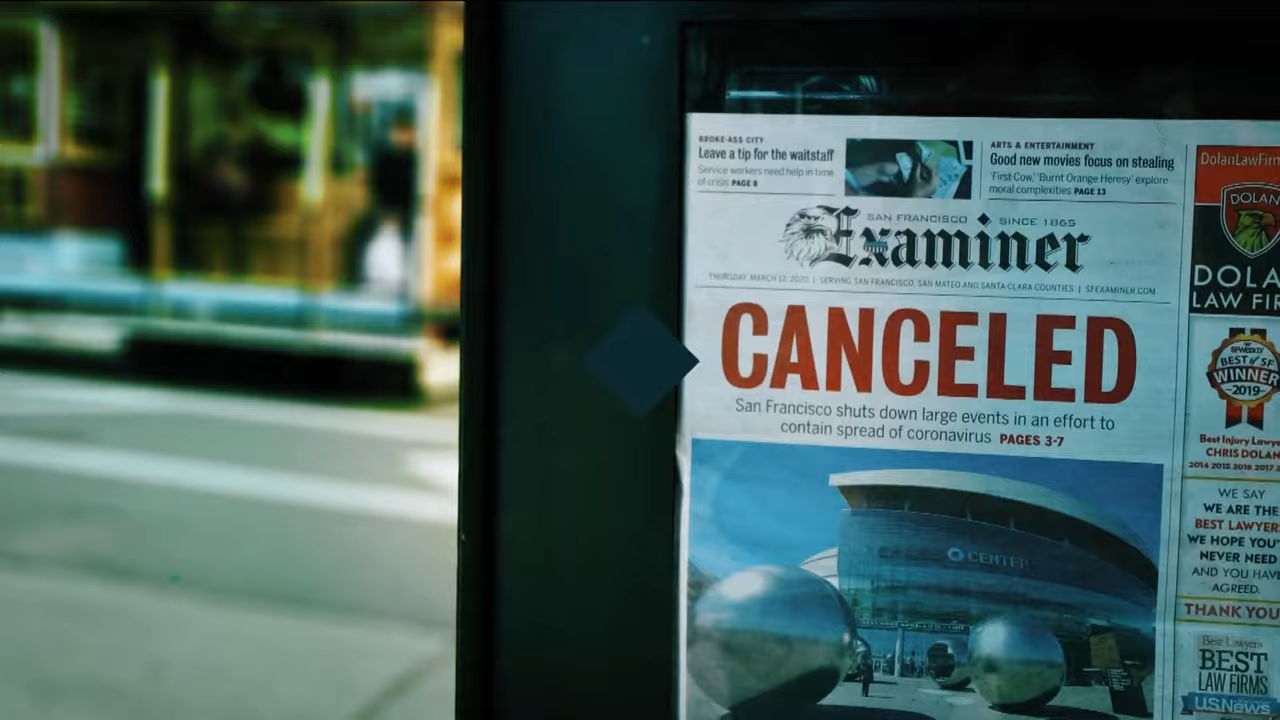 BROKE-ASS CITY
Leave a tip for the waitstaff
Service workers need help in time
of crisis PAGE 8
ARTS & ENTERTAINMENT
Good new movies focus on stealing
'First Cow,' 'Burnt Orange Heresy' explore
moral complexities PAGE 13
SAN FRANCISCO SINCE 1865
Examiner
THURSDAY, MARCH 12, 2020 | SERVING SAN FRANCISCO, SAN MATEO AND SANTA CLARA COUNTIES | SFEXAMINER.COM
CANCELED
San Francisco shuts down large events in an effort to
contain spread of coronavirus PAGES 3-7
CENTER
DolanLawFir
DOLAN
DOLA
LAW FIR
SFWEEKLY
BEST of SF
WINNER
2019
Best Injury Lawye
CHRIS DOLAN
2014 2015 2016 2017
WE SAY
WE ARE THE
BEST LAWYER
WE HOPE YOU'
NEVER NEED
AND YOU HAVE
AGREED.
THANK YOU
Best Lawyers
BEST
LAW FIRMS
U.S.News